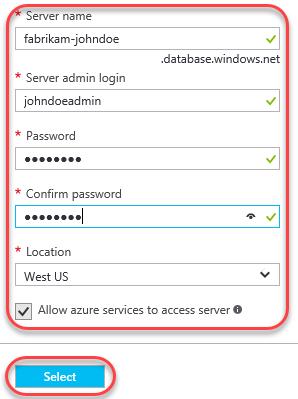 * Server name
fabrikam-johndoe
.database.windows.net
* Server admin login
johndoeadmin
* Password
••••••••
* Confirm password
••••••••
* Location
West US
Allow azure services to access server
Select